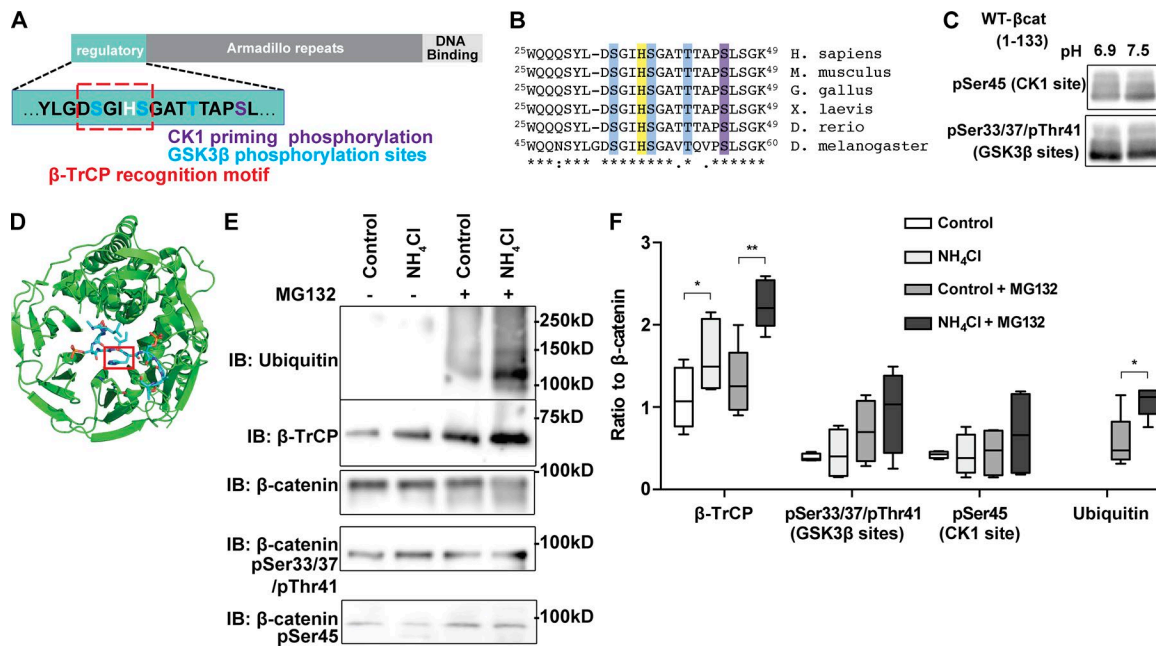 A
regulatory
Armadillo repeats
DNA
Binding
...YLGDSGIHSGATTTAPSL...
CK1 priming phosphorylation
GSK3β phosphorylation sites
β-TrCP recognition motif
B
25WQQQSYL-DSGIHSGATTTAPSLSGK49 H. sapiens
25WQQQSYL-DSGIHSGATTTAPSLSGK49 M. musculus
25WQQQSYL-DSGIHSGATTTAPSLSGK49 G. gallus
25WQQQSYL-DSGIHSGATTTAPSLSGK49 X. laevis
25WQQQSYL-DSGIHSGATTTAPSLSGK49 D. rerio
45WQQNSYLGDSGIHSGAVTQVPSLSGK60 D. melanogaster
***:*** ********.*.*******
C
WT-βcat
(1-133)
pH 6.9 7.5
pSer45 (CK1 site)
pSer33/37/pThr41
(GSK3β sites)
D
E
Control
NH4Cl
Control
NH4Cl
MG132 - - + +
IB: Ubiquitin
250kD
150kD
100kD
IB: β-TrCP
75kD
IB: β-catenin
100kD
IB: β-catenin
pSer33/37
/pThr41
100kD
IB: β-catenin
pSer45
100kD
F
Control
NH4Cl
Control + MG132
NH4Cl + MG132
Ratio to β-catenin
3
2
1
0
*
**
*
β-TrCP
pSer33/37/pThr41
(GSK3β sites)
pSer45
(CK1 site)
Ubiquitin